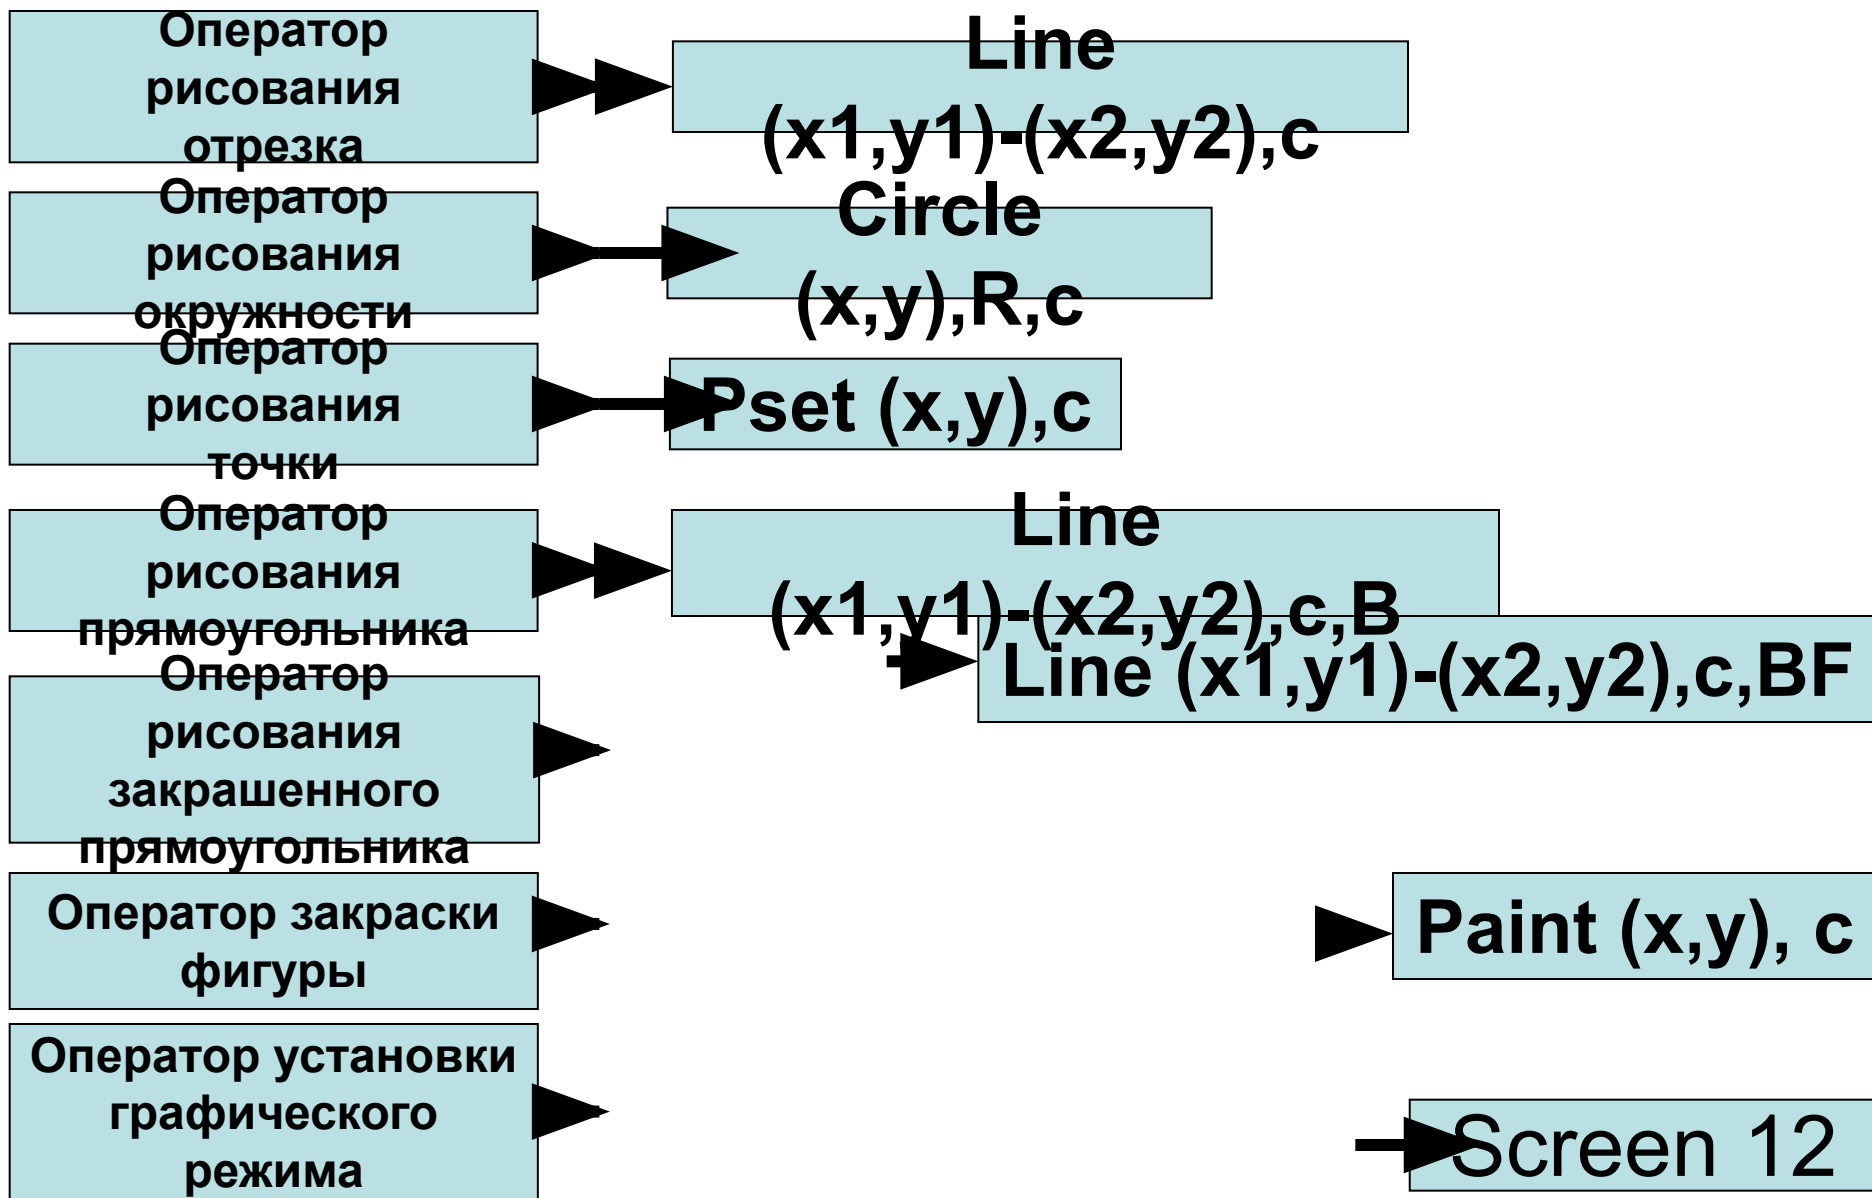 Оператор
рисования
отрезка
Line
(x1,y1)-(x2,y2),c
Оператор
рисования
окружности
Circle
(x,y),R,c
Оператор
рисования
точки
Pset (x,y),c
Оператор
рисования
прямоугольника
Line
(x1,y1)-(x2,y2),c,B
Оператор
рисования
закрашенного
прямоугольника
Line (x1,y1)-(x2,y2),c,BF
Оператор закраски
фигуры
Paint (x,y), c
Оператор установки
графического
режима
Screen 12